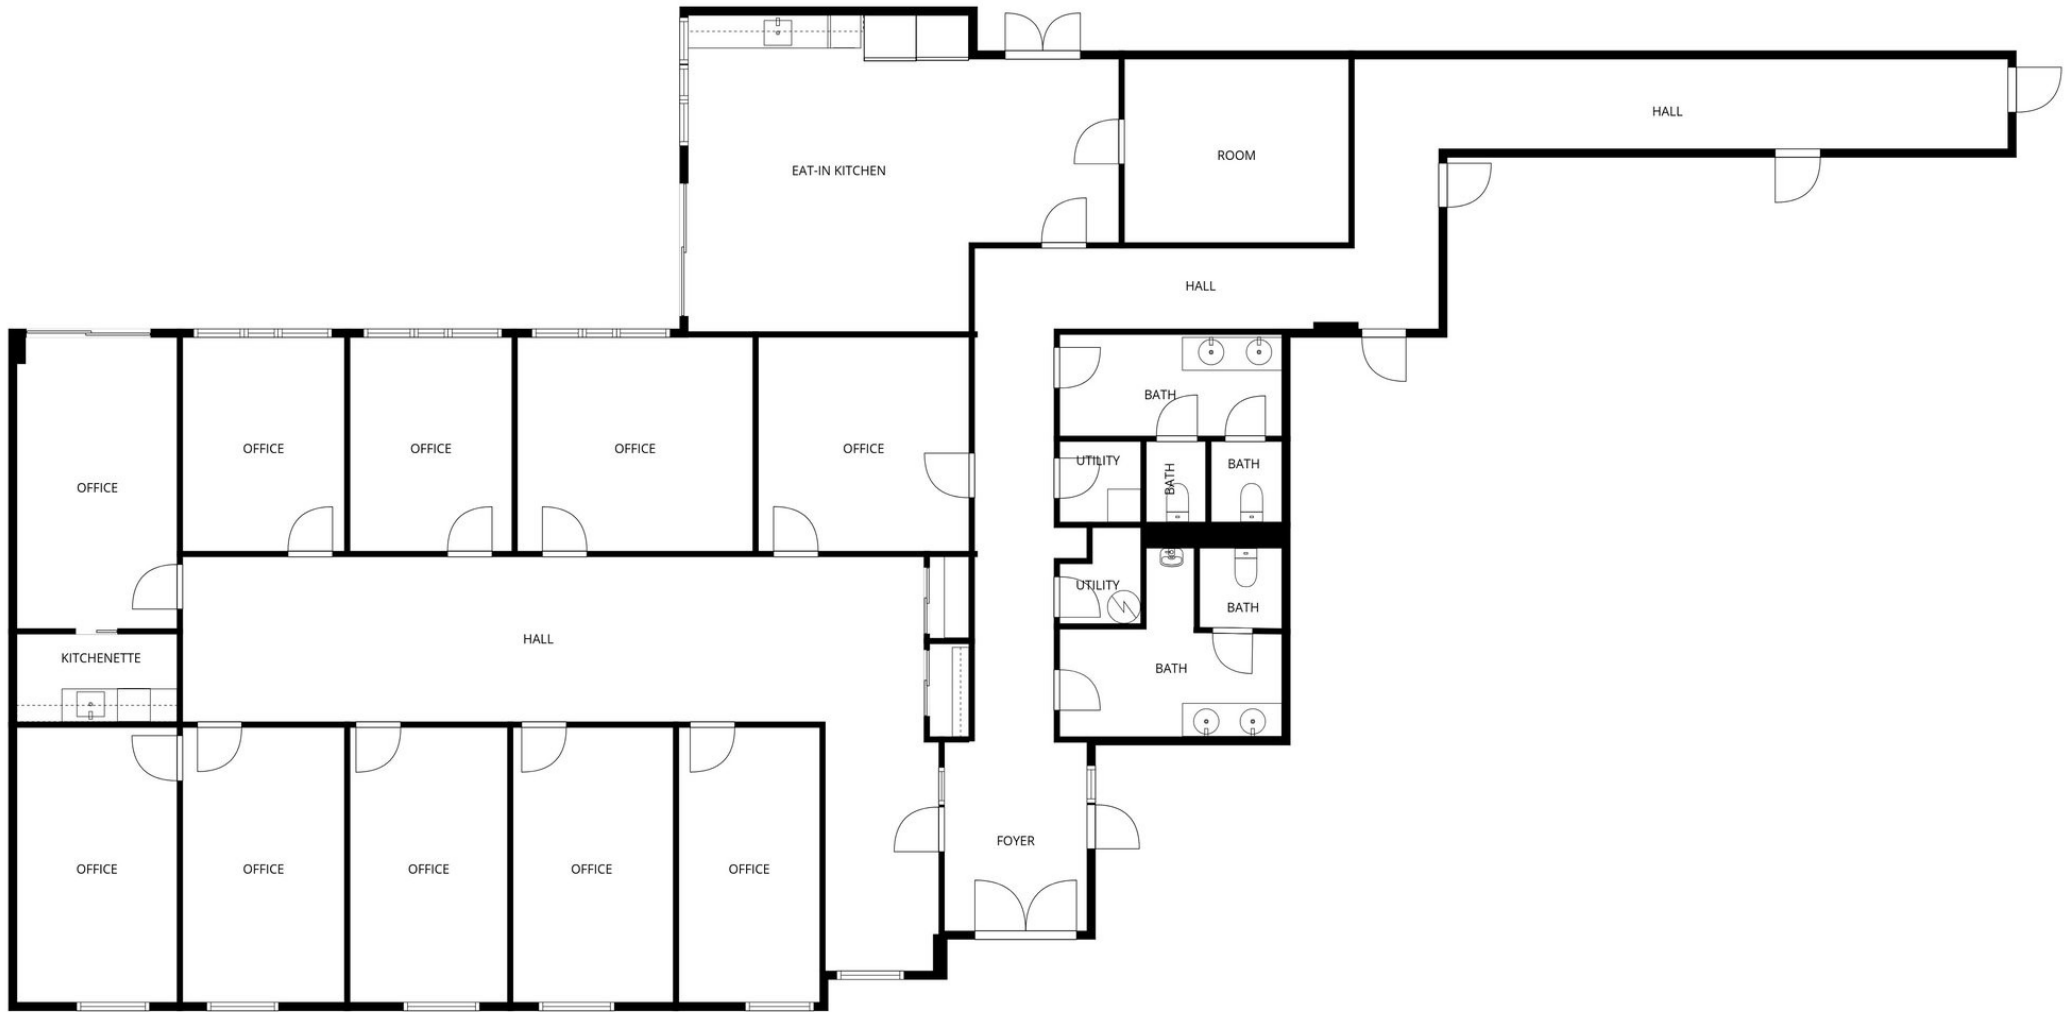 HALL
ROOM
EAT-IN KITCHEN
HALL
BATH
OFFICE
OFFICE
OFFICE
OFFICE
UTILITY
BATH
BATH
OFFICE
UTILITY
BATH
HALL
KITCHENETTE
BATH
FOYER
OFFICE
OFFICE
OFFICE
OFFICE
OFFICE